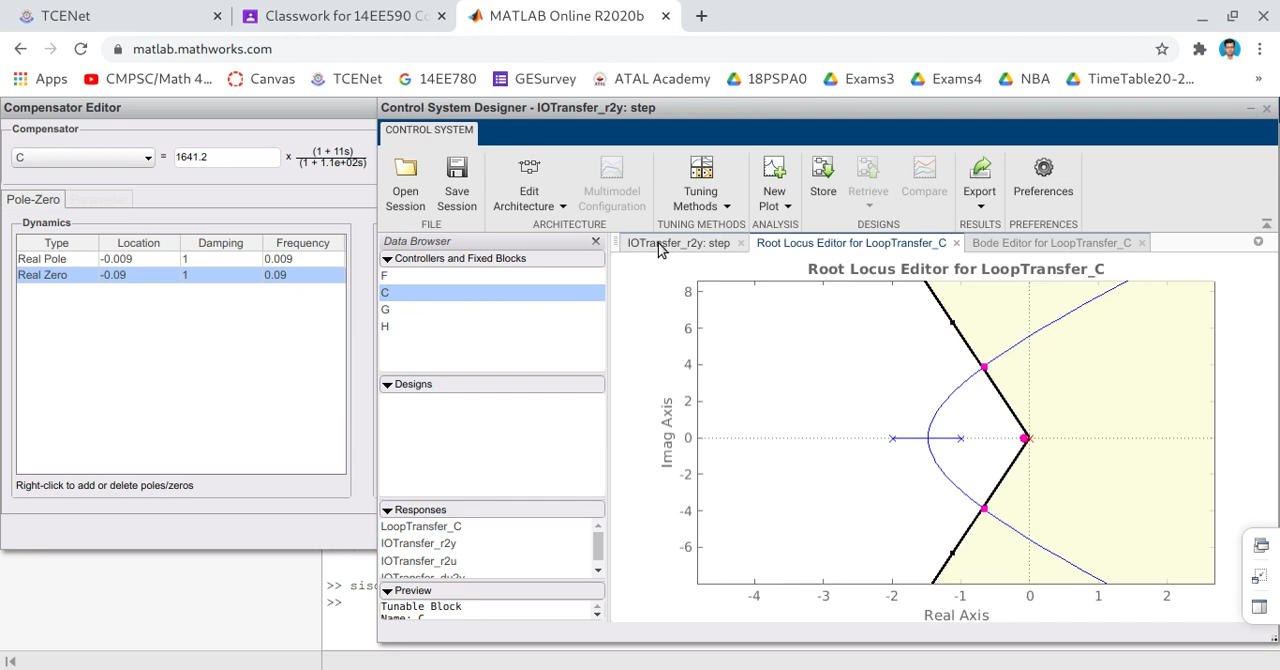 TCENet
Classwork for 14EE590 Co
MATLAB Online R2020b
matlab.mathworks.com
Apps
CMPSC/Math 4...
Canvas
TCENet
14EE780
GESurvey
ATAL Academy
18PSPA0
Exams3
Exams4
NBA
TimeTable20-2...
»
Compensator Editor
Compensator
C = 1641.2 x (1 + 11s)
(1 + 1.1e+02s)
Pole-Zero
Dynamics
Type Location Damping Frequency
Real Pole -0.009 1 0.009
Real Zero -0.09 1 0.09
Right-click to add or delete poles/zeros
>> siso
>>
Control System Designer - IOTransfer_r2y: step
CONTROL SYSTEM
Open Session
Save Session
Edit Architecture
Multimodel Configuration
Tuning Methods
New Plot
Store
Retrieve
Compare
Export
Preferences
FILE
ARCHITECTURE
TUNING METHODS
ANALYSIS
DESIGNS
RESULTS
PREFERENCES
Data Browser
Controllers and Fixed Blocks
F
C
G
H
Designs
Responses
LoopTransfer_C
IOTransfer_r2y
IOTransfer_r2u
IOTransfer_du2y
Preview
Tunable Block
Name: C
IOTransfer_r2y: step
Root Locus Editor for LoopTransfer_C
Bode Editor for LoopTransfer_C
Root Locus Editor for LoopTransfer_C
8
6
4
2
0
-2
-4
-6
Imag Axis
-4 -3 -2 -1 0 1 2
Real Axis